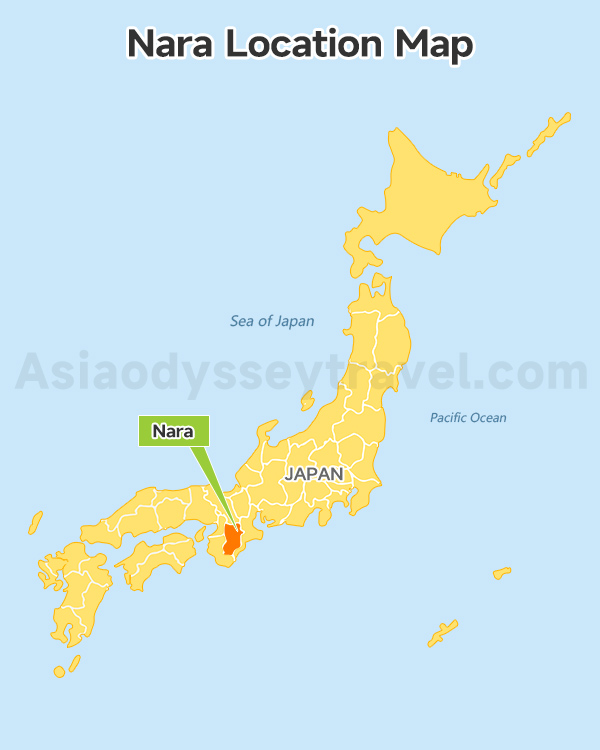 Nara Location Map
Sea of Japan
Asiaodysseytravel.com
Pacific Ocean
Nara
JAPAN